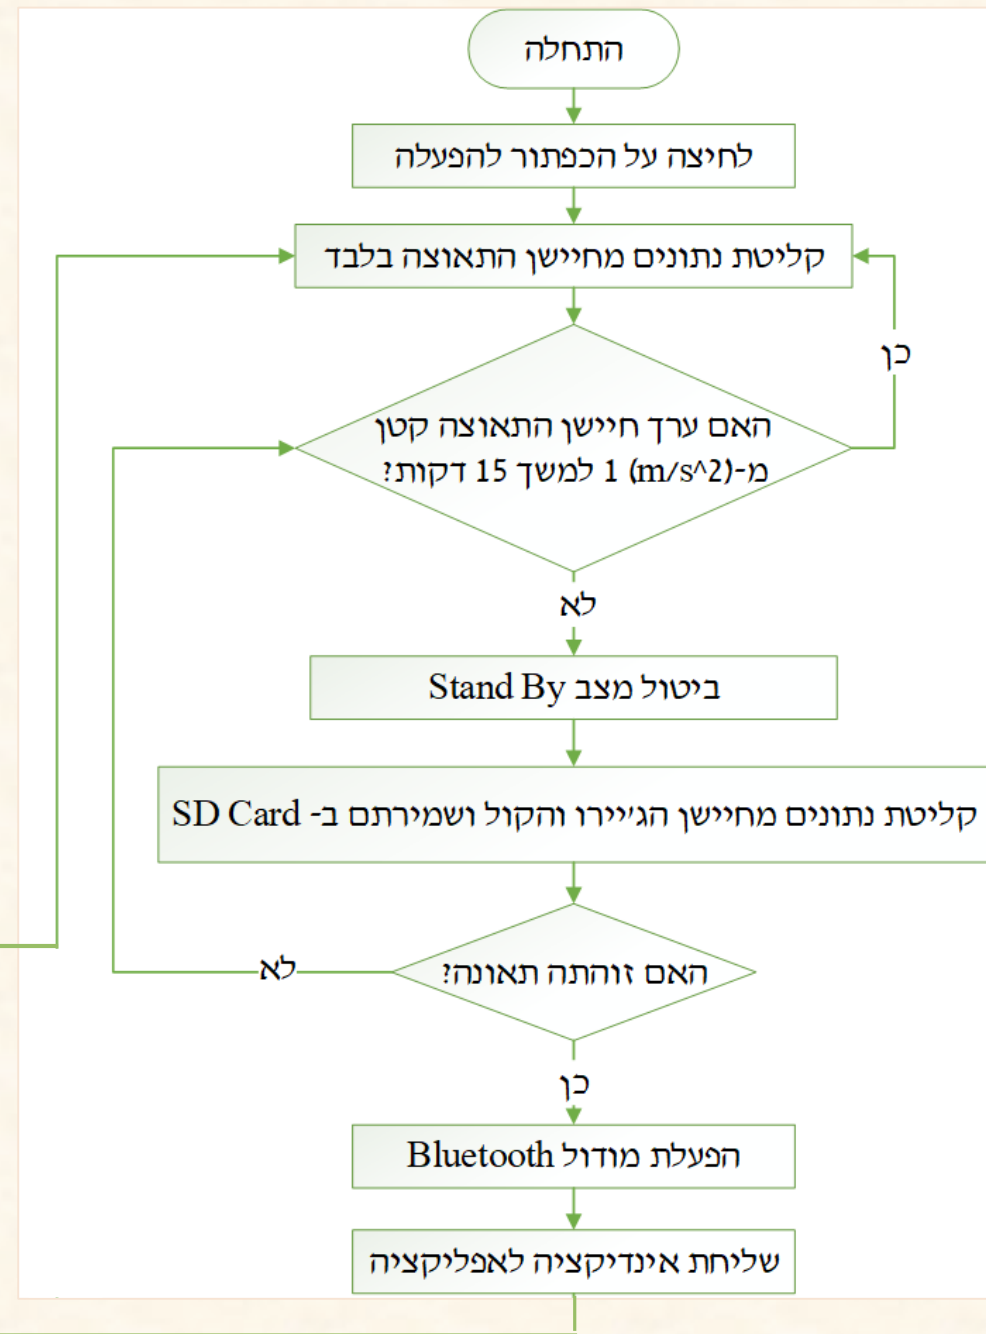 התחלה
לחיצה על הכפתור להפעלה
קליטת נתונים מחיישן התאוצה בלבד
כן
האם ערך חיישן התאוצה קטן
מ-(m/s^2) 1 למשך 15 דקות?
לא
ביטול מצב Stand By
קליטת נתונים מחיישן הג'יירו והקול ושמירתם ב- SD Card
האם זוהתה תאונה?
לא
כן
הפעלת מודול Bluetooth
שליחת אינדיקציה לאפליקציה